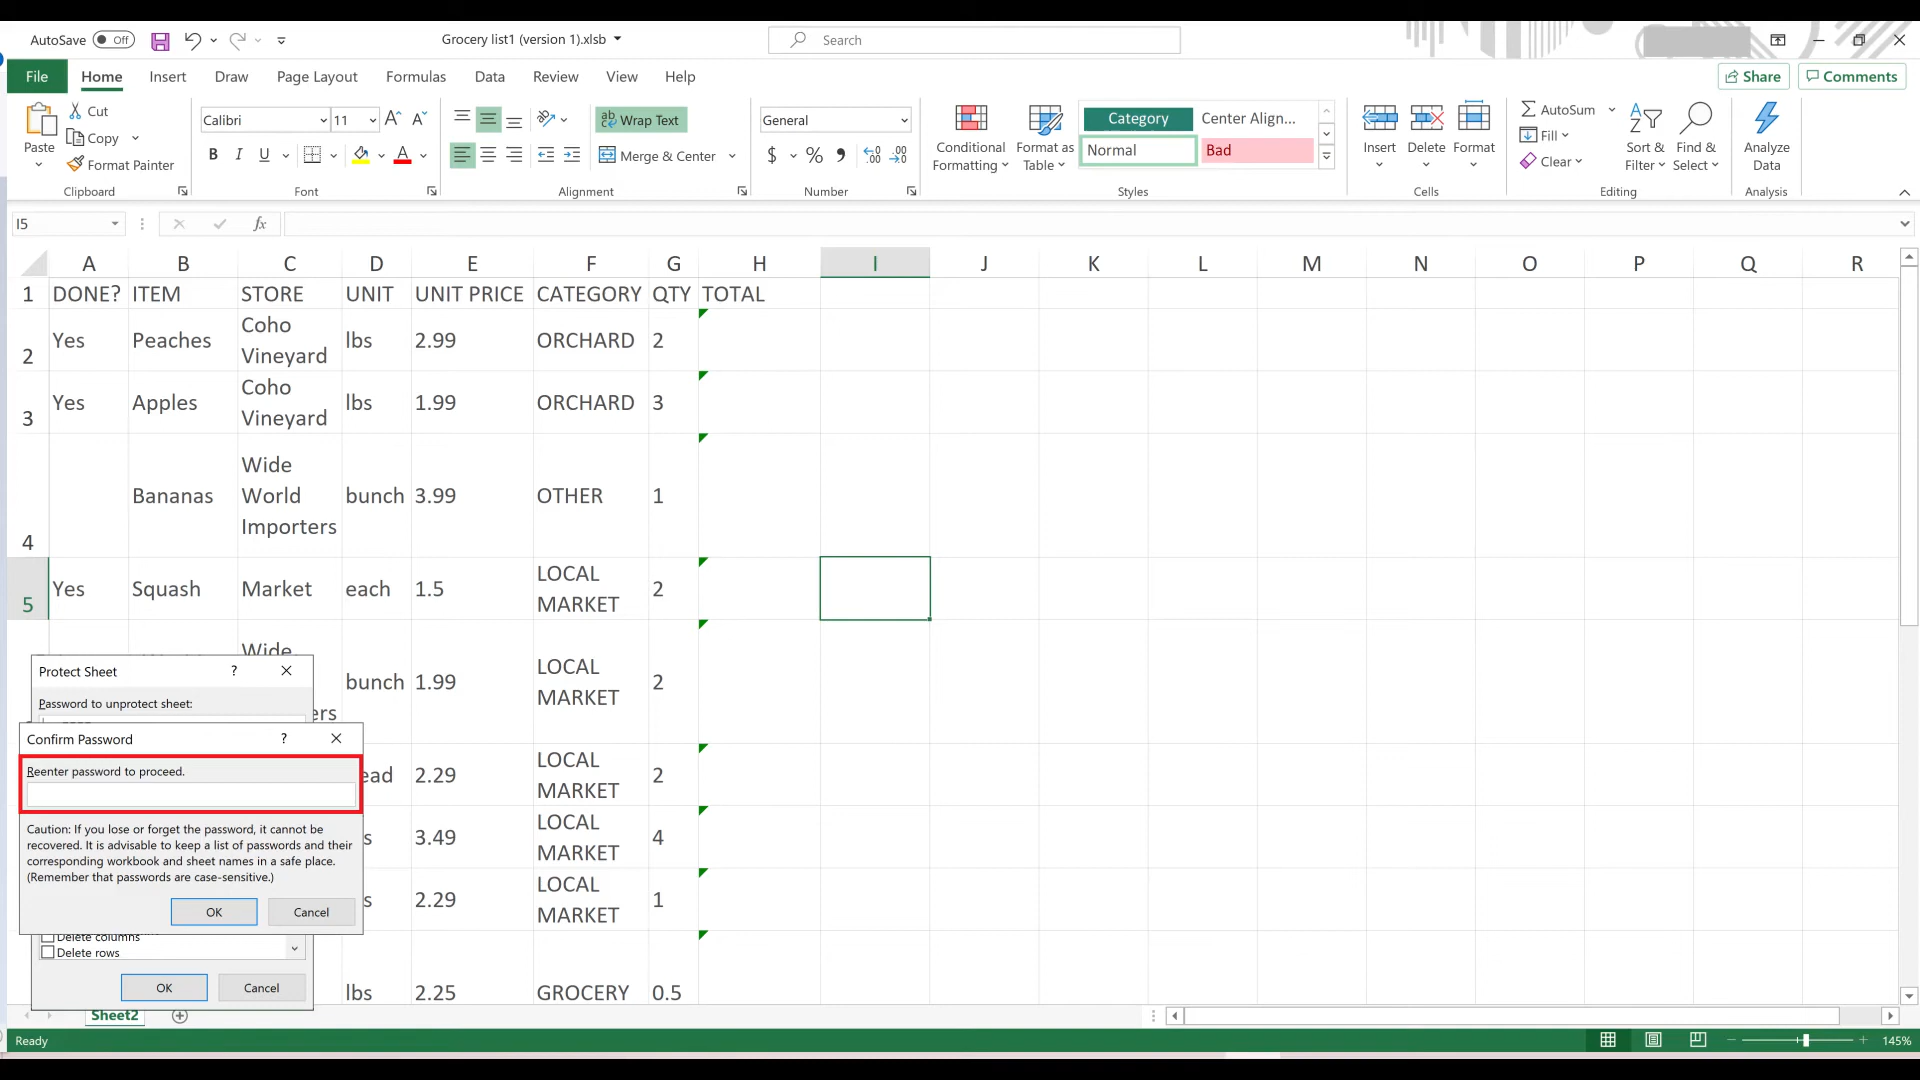 AutoSave Off Grocery list1 (version 1).xlsb Search
File Home Insert Draw Page Layout Formulas Data Review View Help Share Comments
Paste Cut Copy Format Painter
Calibri 11
B I U A
Wrap Text
Merge & Center
General
$ % 9 .00 .00
Conditional Formatting Format as Table
Category Center Align...
Normal Bad
Insert Delete Format
AutoSum
Fill
Clear
Sort & Filter Find & Select
Analyze Data
Clipboard Font Alignment Number Styles Cells Editing Analysis
I5 fx
A B C D E F G H I J K L M N O P Q R
1 DONE? ITEM STORE UNIT UNIT PRICE CATEGORY QTY TOTAL
2 Yes Peaches Coho Vineyard lbs 2.99 ORCHARD 2
3 Yes Apples Coho Vineyard lbs 1.99 ORCHARD 3
4 Bananas Wide World Importers bunch 3.99 OTHER 1
5 Yes Squash Market each 1.5 LOCAL MARKET 2
Wide
ers bunch 1.99 LOCAL MARKET 2
ead 2.29 LOCAL MARKET 2
s 3.49 LOCAL MARKET 4
s 2.29 LOCAL MARKET 1
lbs 2.25 GROCERY 0.5
Protect Sheet ?
Password to unprotect sheet:
Confirm Password ?
Reenter password to proceed.
Caution: If you lose or forget the password, it cannot be
recovered. It is advisable to keep a list of passwords and their
corresponding workbook and sheet names in a safe place.
(Remember that passwords are case-sensitive.)
OK Cancel
Delete columns
Delete rows
OK Cancel
Sheet2
Ready 145%